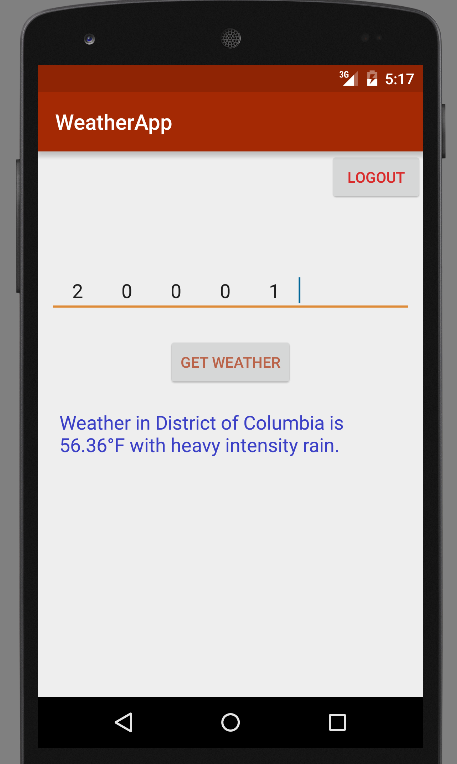 3G 5:17
WeatherApp
LOGOUT
2 0 0 0 1
GET WEATHER
Weather in District of Columbia is
56.36°F with heavy intensity rain.